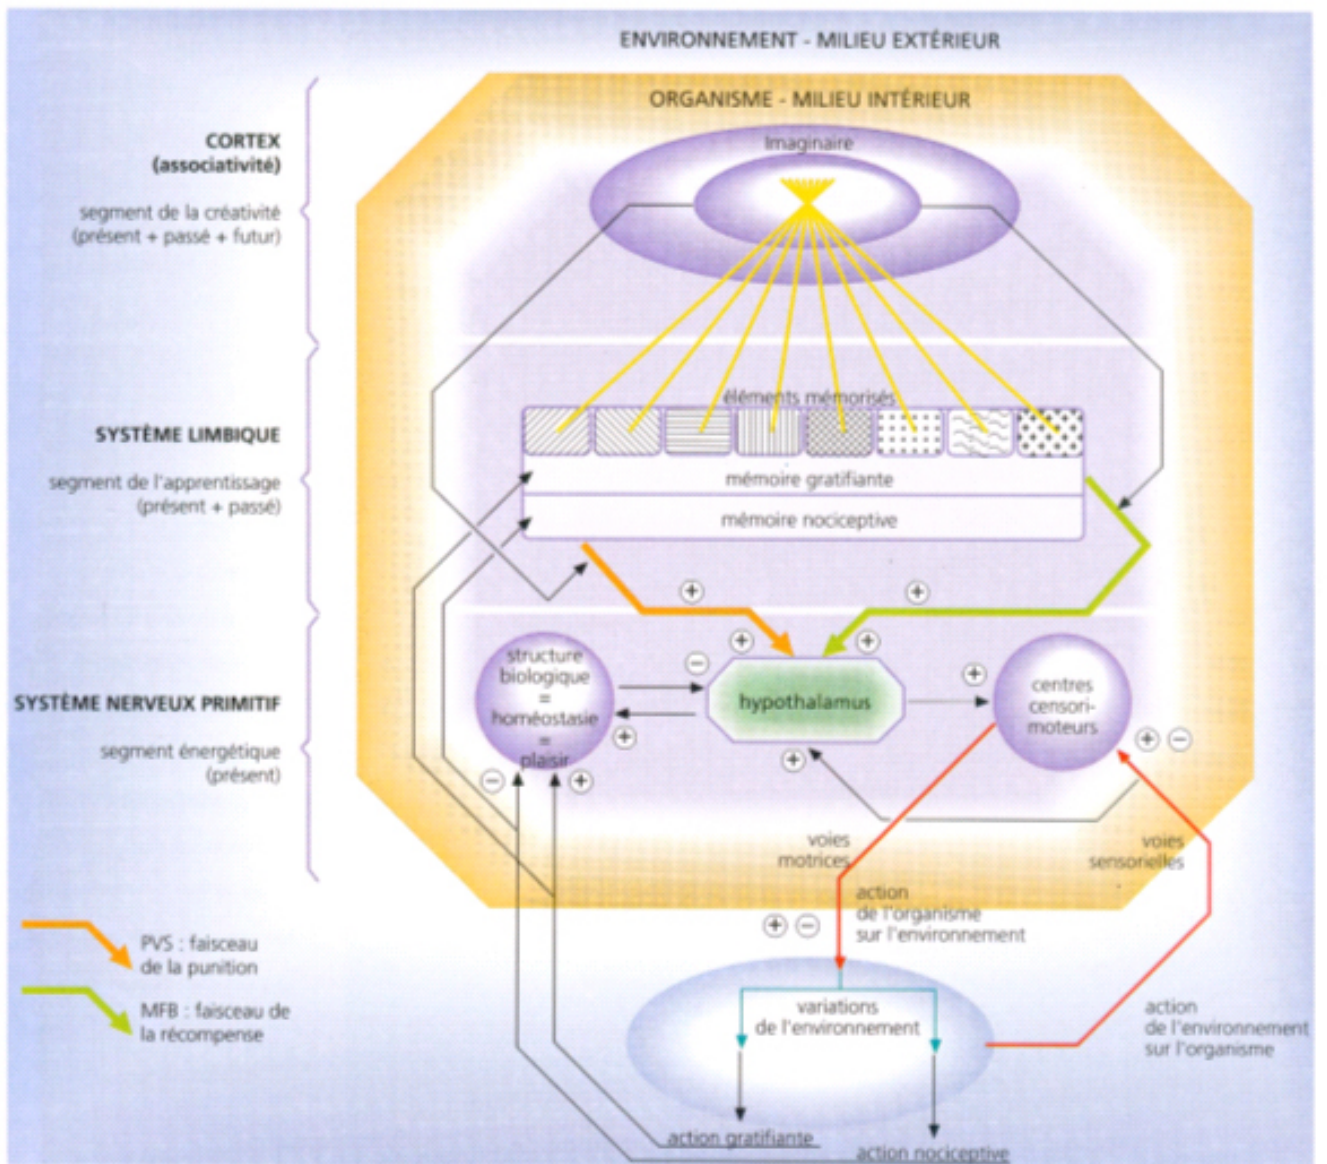 ENVIRONNEMENT - MILIEU EXTÉRIEUR
ORGANISME - MILIEU INTÉRIEUR
CORTEX
(associativité)
segment de la créativité
(présent + passé + futur)
Imaginaire
éléments mémorisés
SYSTÈME LIMBIQUE
segment de l'apprentissage
(présent + passé)
mémoire gratifiante
mémoire nociceptive
+
+
+
+
SYSTÈME NERVEUX PRIMITIF
segment énergétique
(présent)
structure
biologique
=
homéostasie
=
plaisir
−
+
hypothalamus
+
+
centres
censori-
moteurs
+ −
− +
voies
motrices
voies
sensorielles
action
de l'organisme
sur l'environnement
+ −
PVS : faisceau
de la punition
MFB : faisceau de
la récompense
variations
de l'environnement
action
de l'environnement
sur l'organisme
action gratifiante
action nociceptive